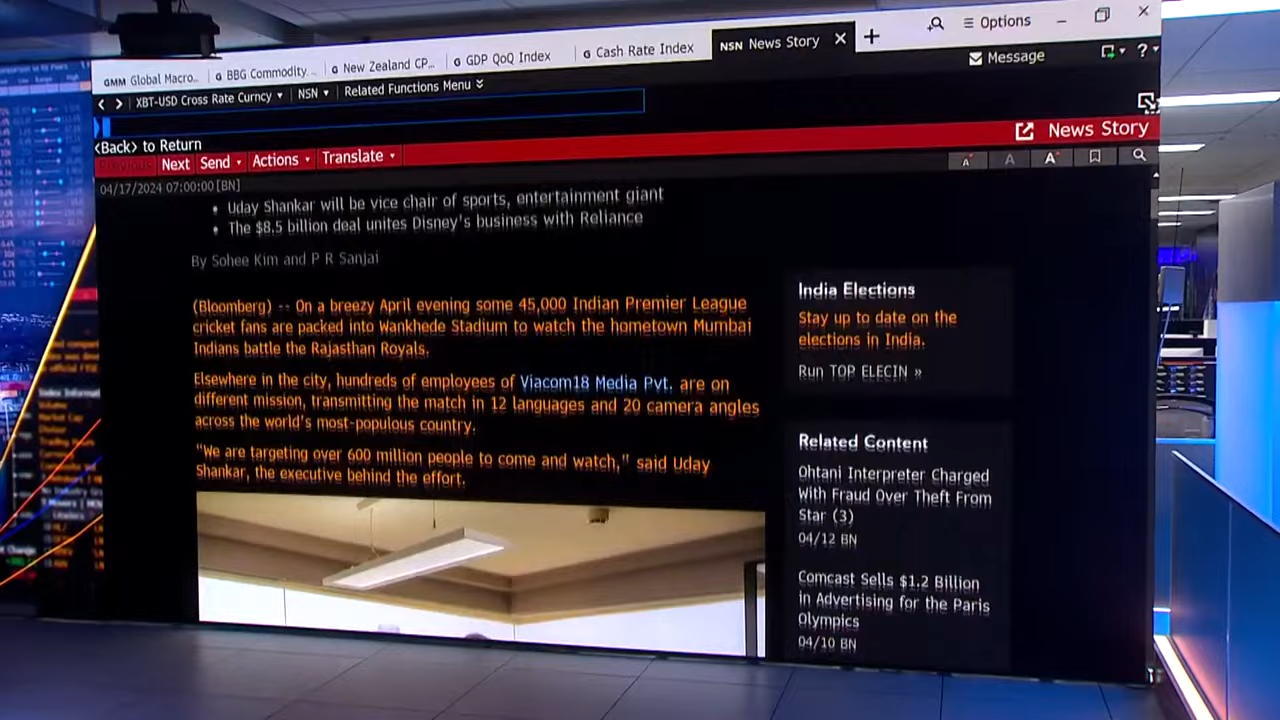 GMM Global Macro..
G BBG Commodity...
G New Zealand CP...
G GDP QoQ Index
G Cash Rate Index
NSN News Story
Options
Message
XBT-USD Cross Rate Curncy
NSN
Related Functions Menu
<Back> to Return
News Story
Next
Send
Actions
Translate
04/17/2024 07:00:00 [BN]
• Uday Shankar will be vice chair of sports, entertainment giant
• The $8.5 billion deal unites Disney's business with Reliance
By Sohee Kim and P R Sanjai
(Bloomberg) -- On a breezy April evening some 45,000 Indian Premier League
cricket fans are packed into Wankhede Stadium to watch the hometown Mumbai
Indians battle the Rajasthan Royals.
Elsewhere in the city, hundreds of employees of Viacom18 Media Pvt. are on
different mission, transmitting the match in 12 languages and 20 camera angles
across the world's most-populous country.
"We are targeting over 600 million people to come and watch," said Uday
Shankar, the executive behind the effort.
India Elections
Stay up to date on the
elections in India.
Run TOP ELECIN »
Related Content
Ohtani Interpreter Charged
With Fraud Over Theft From
Star (3)
04/12 BN
Comcast Sells $1.2 Billion
in Advertising for the Paris
Olympics
04/10 BN